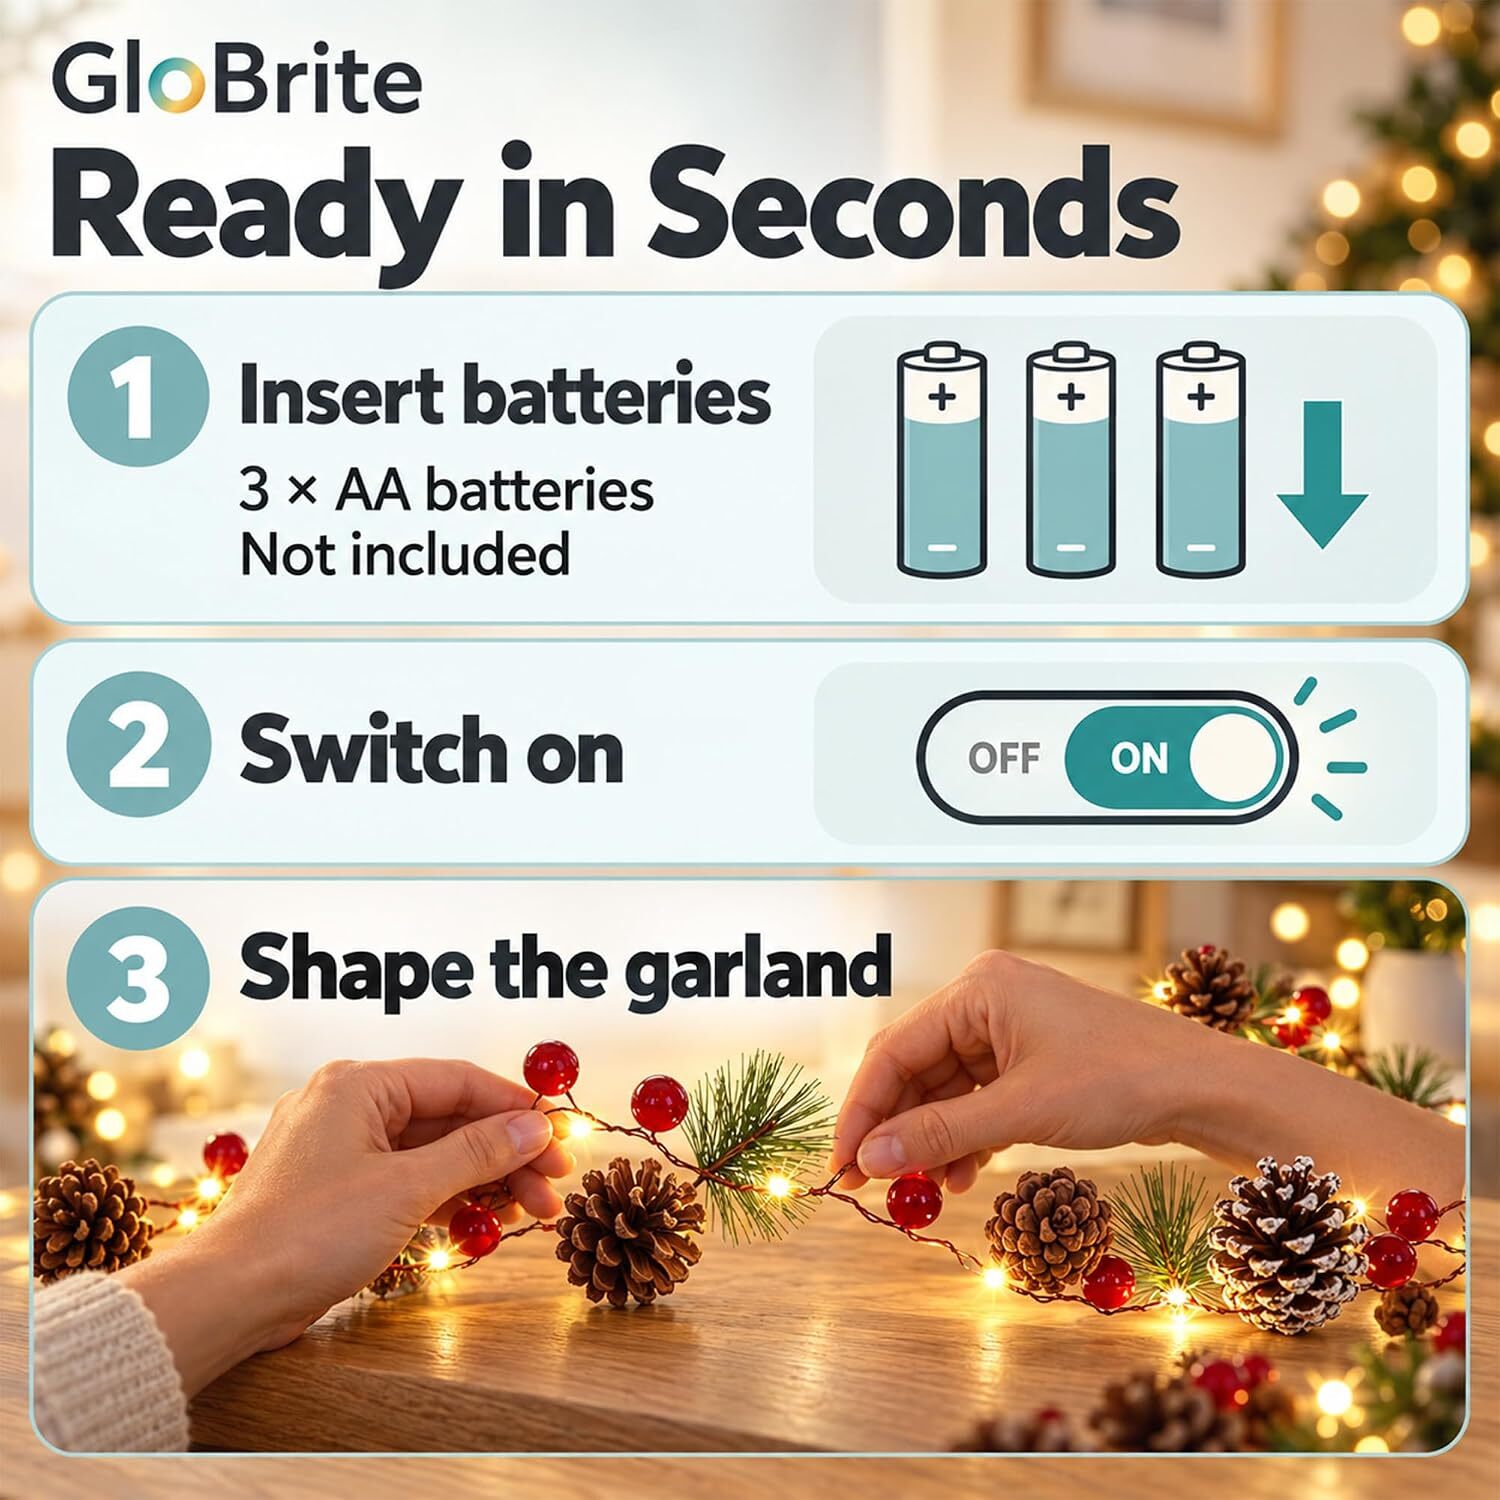 GloBrite
Ready in Seconds
1
Insert batteries
3 × AA batteries
Not included
+ + +
- - -
2
Switch on
OFF ON
3
Shape the garland